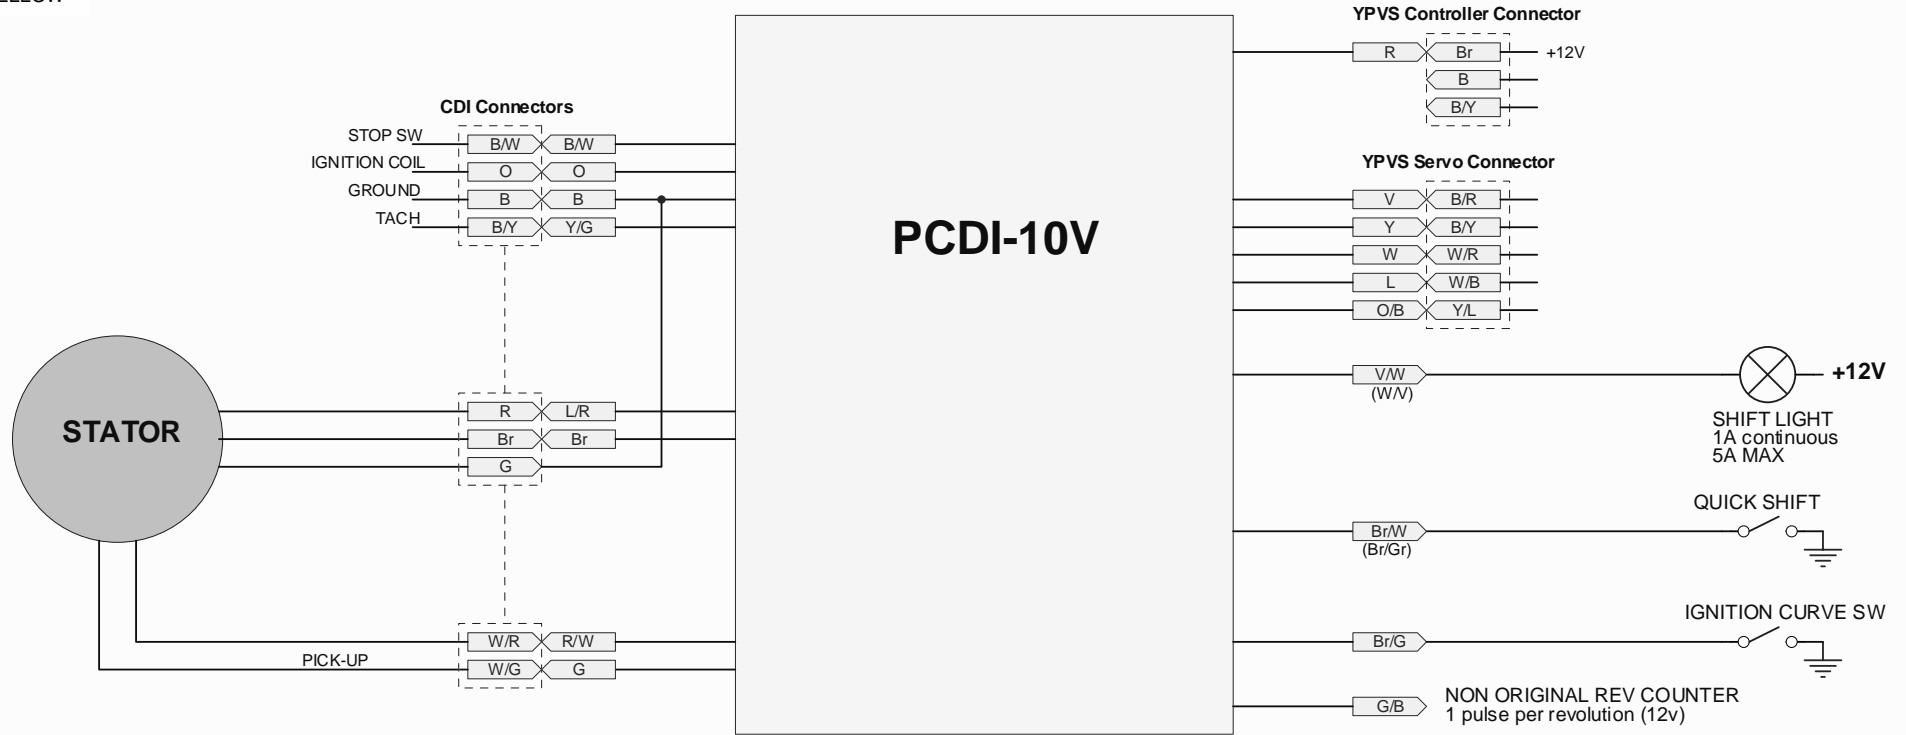 YPVS Controller Connector
R Br +12V
B
B/Y
CDI Connectors
STOP SW B/W B/W
IGNITION COIL O O
GROUND B B
TACH B/Y Y/G
PCDI-10V
YPVS Servo Connector
V B/R
Y B/Y
W W/R
L W/B
O/B Y/L
V/W
(W/V)
+12V
SHIFT LIGHT
1A continuous
5A MAX
STATOR
R L/R
Br Br
G
QUICK SHIFT
Br/W
(Br/Gr)
IGNITION CURVE SW
Br/G
W/R R/W
PICK-UP W/G G
G/B
NON ORIGINAL REV COUNTER
1 pulse per revolution (12v)